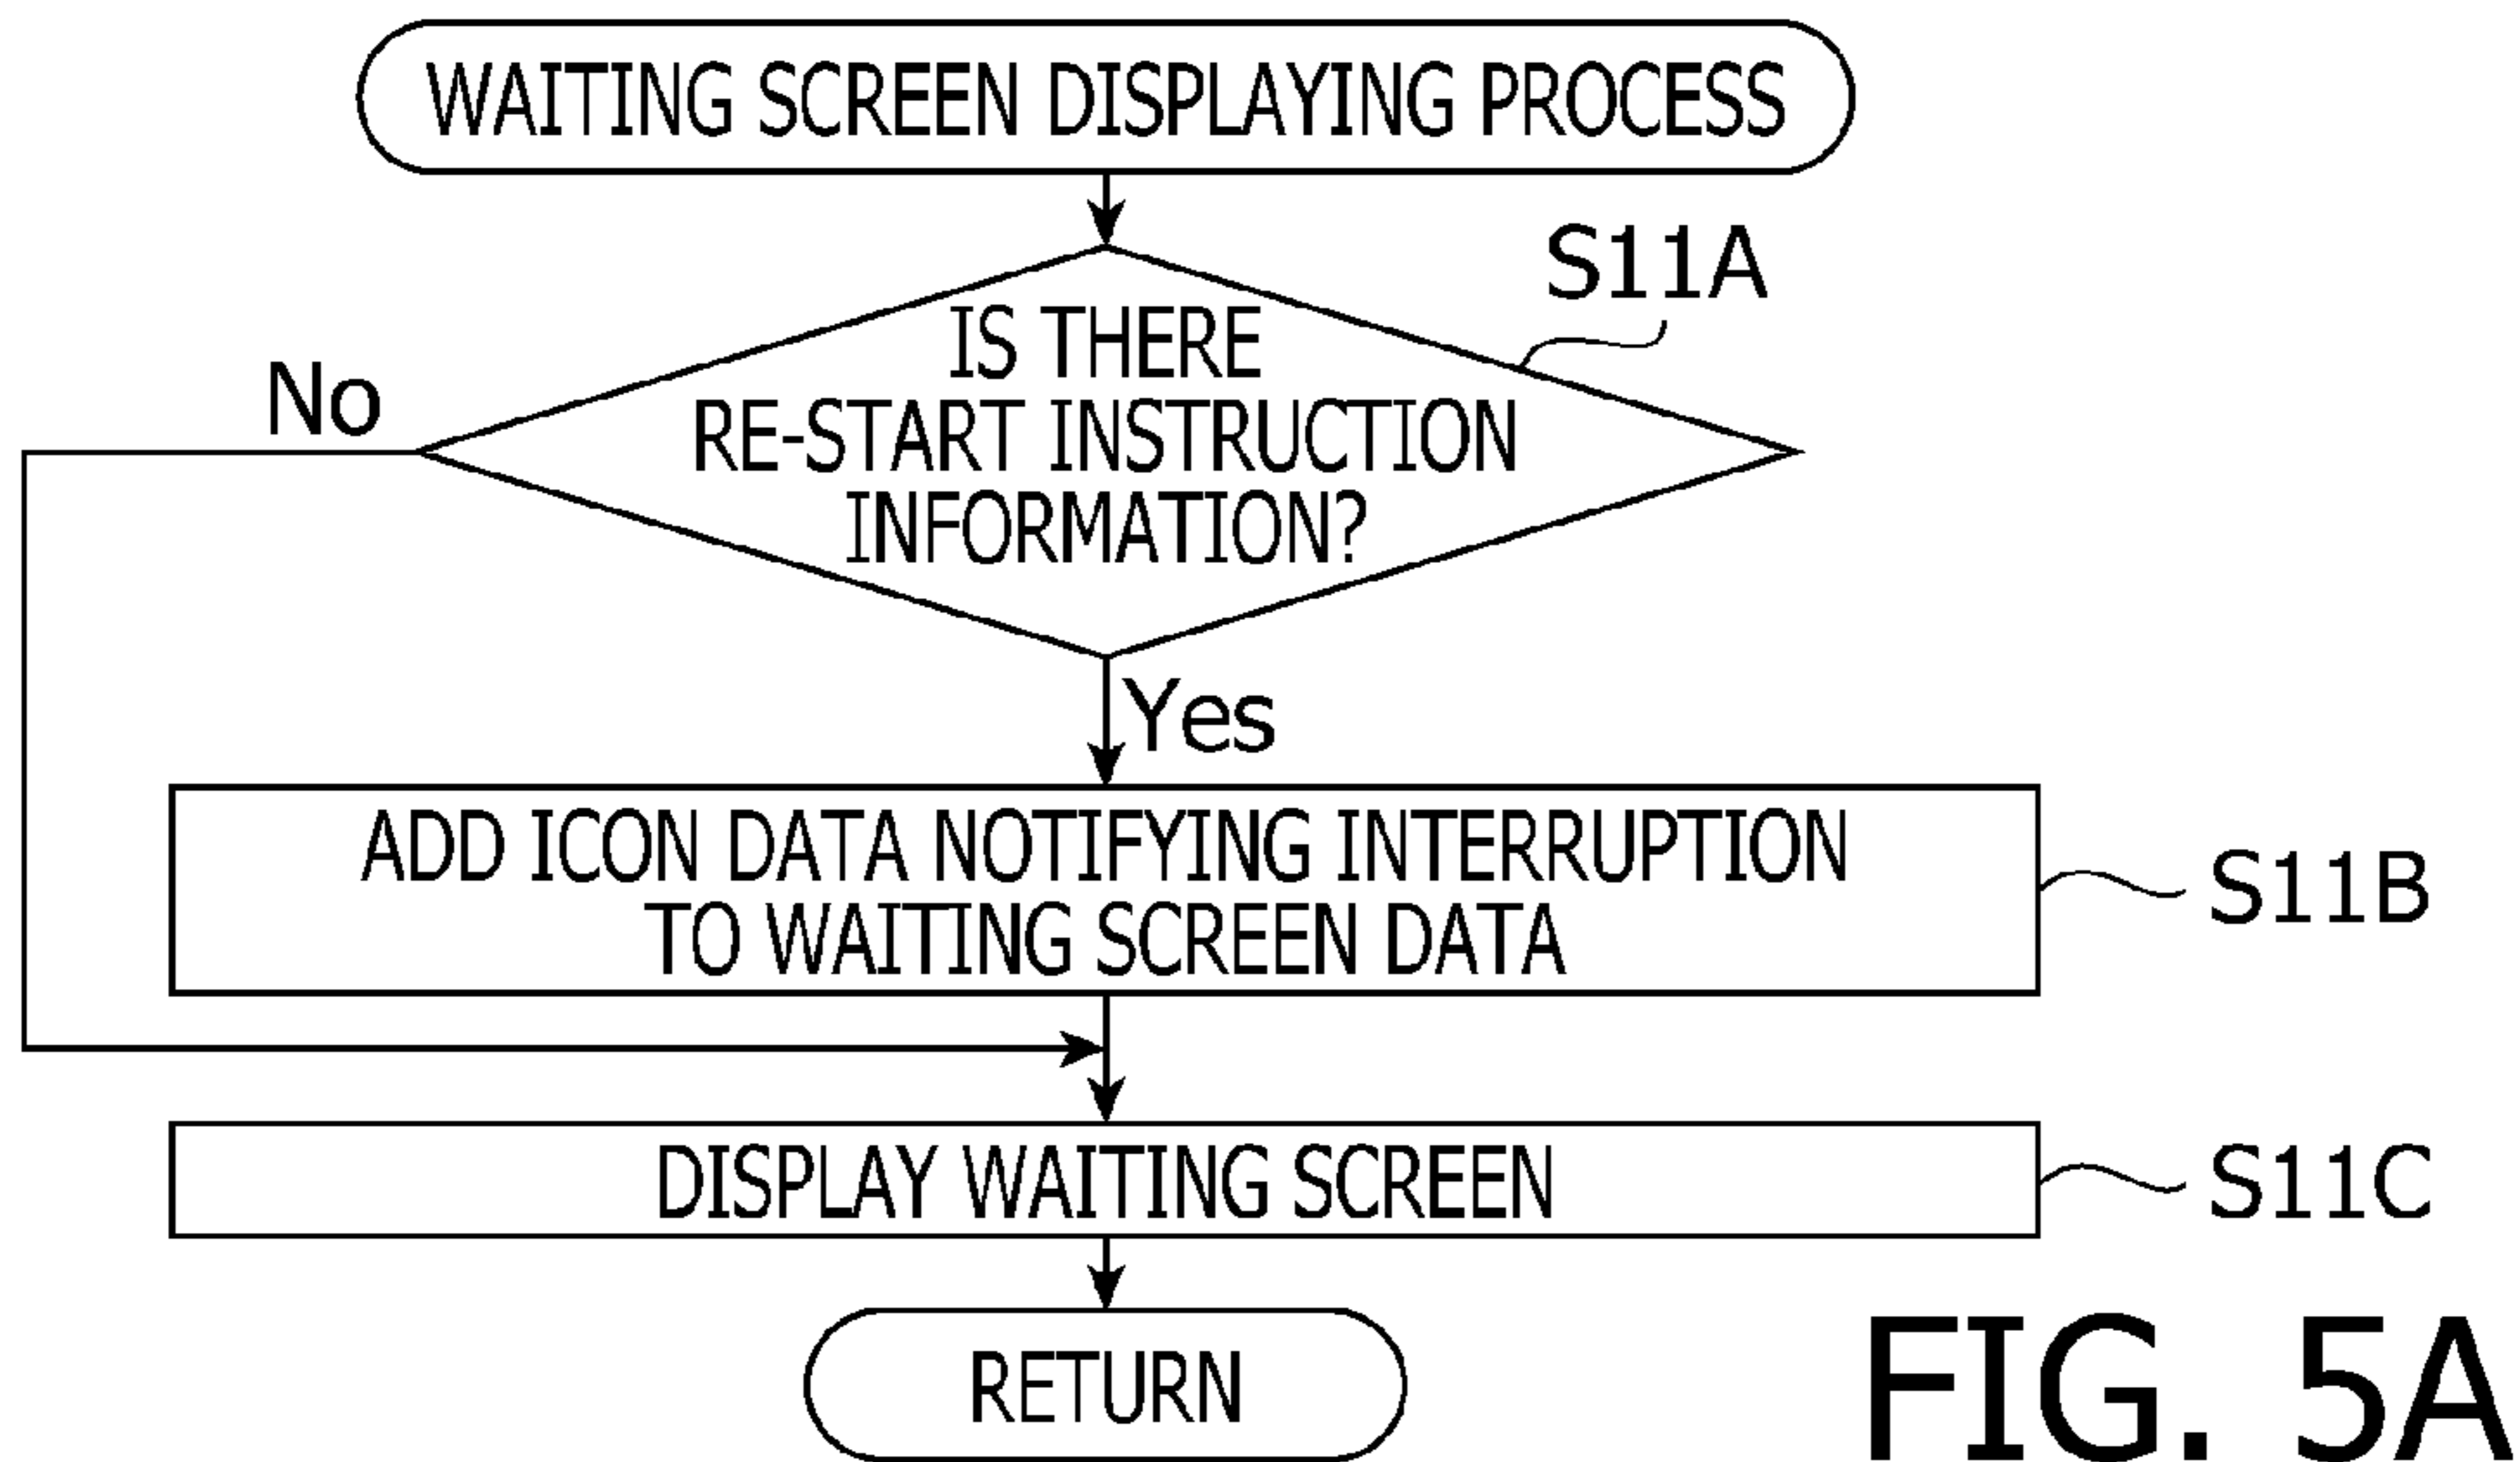 WAITING SCREEN DISPLAYING PROCESS
S11A
IS THERE
RE-START INSTRUCTION
INFORMATION?
No
Yes
ADD ICON DATA NOTIFYING INTERRUPTION
TO WAITING SCREEN DATA
S11B
DISPLAY WAITING SCREEN
S11C
RETURN
FIG. 5A